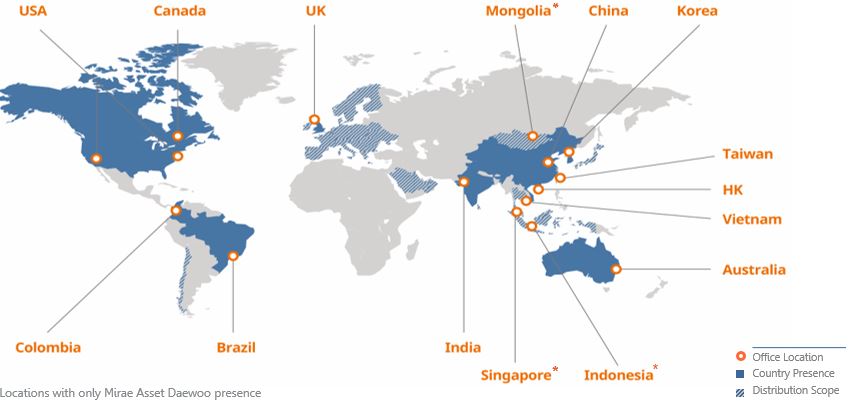 USA
Canada
UK
Mongolia*
China
Korea
Taiwan
HK
Vietnam
Australia
Colombia
Brazil
India
Singapore*
Indonesia*
Office Location
Country Presence
Distribution Scope
Locations with only Mirae Asset Daewoo presence